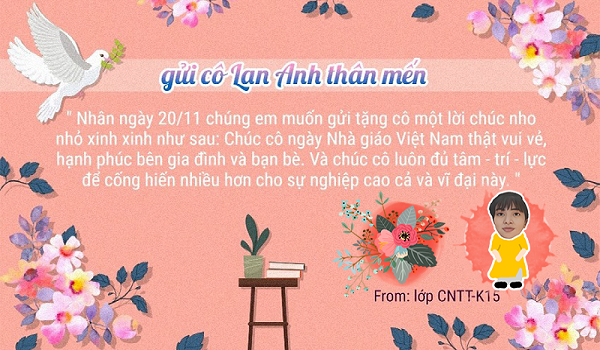 gửi cô Lan Anh thân mến
" Nhân ngày 20/11 chúng em muốn gửi tặng cô một lời chúc nho
nhỏ xinh xinh như sau: Chúc cô ngày Nhà giáo Việt Nam thật vui vẻ,
hạnh phúc bên gia đình và bạn bè. Và chúc cô luôn đủ tâm - trí - lực
để cống hiến nhiều hơn cho sự nghiệp cao cả và vĩ đại này. "
From: lớp CNTT-K15